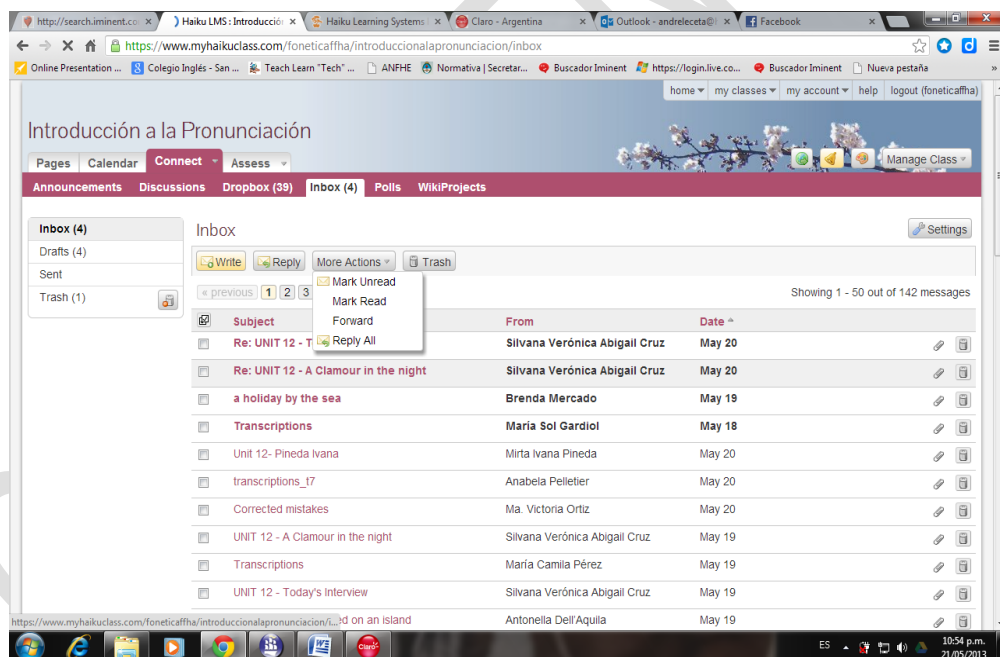 http://search.iminent.co
Haiku LMS : Introducció
Haiku Learning Systems
Claro - Argentina
Outlook - andreleceta@
Facebook
https://www.myhaikuclass.com/foneticaffha/introduccionalapronunciacion/inbox
Online Presentation ... Colegio Inglés - San ... Teach Learn "Tech" ... ANFHE Normativa | Secretar... Buscador Iminent https://login.live.co... Buscador Iminent Nueva pestaña »
home my classes my account help logout (foneticaffha)
Introducción a la Pronunciación
Pages Calendar Connect Assess
Manage Class
Announcements Discussions Dropbox (39) Inbox (4) Polls WikiProjects
Inbox (4)
Drafts (4)
Sent
Trash (1)
Inbox
Settings
Write Reply More Actions Trash
Mark Unread
Mark Read
Forward
Reply All
« previous 1 2 3
Showing 1 - 50 out of 142 messages
Subject From Date
Re: UNIT 12 - T Silvana Verónica Abigail Cruz May 20
Re: UNIT 12 - A Clamour in the night Silvana Verónica Abigail Cruz May 20
a holiday by the sea Brenda Mercado May 19
Transcriptions María Sol Gardiol May 18
Unit 12- Pineda Ivana Mirta Ivana Pineda May 20
transcriptions_t7 Anabela Pelletier May 20
Corrected mistakes Ma. Victoria Ortiz May 20
UNIT 12 - A Clamour in the night Silvana Verónica Abigail Cruz May 19
Transcriptions María Camila Pérez May 19
UNIT 12 - Today's Interview Silvana Verónica Abigail Cruz May 19
ed on an island Antonella Dell'Aquila May 19
https://www.myhaikuclass.com/foneticaffha/introduccionalapronunciacion/i...
Claro
ES
10:54 p.m.
21/05/2013